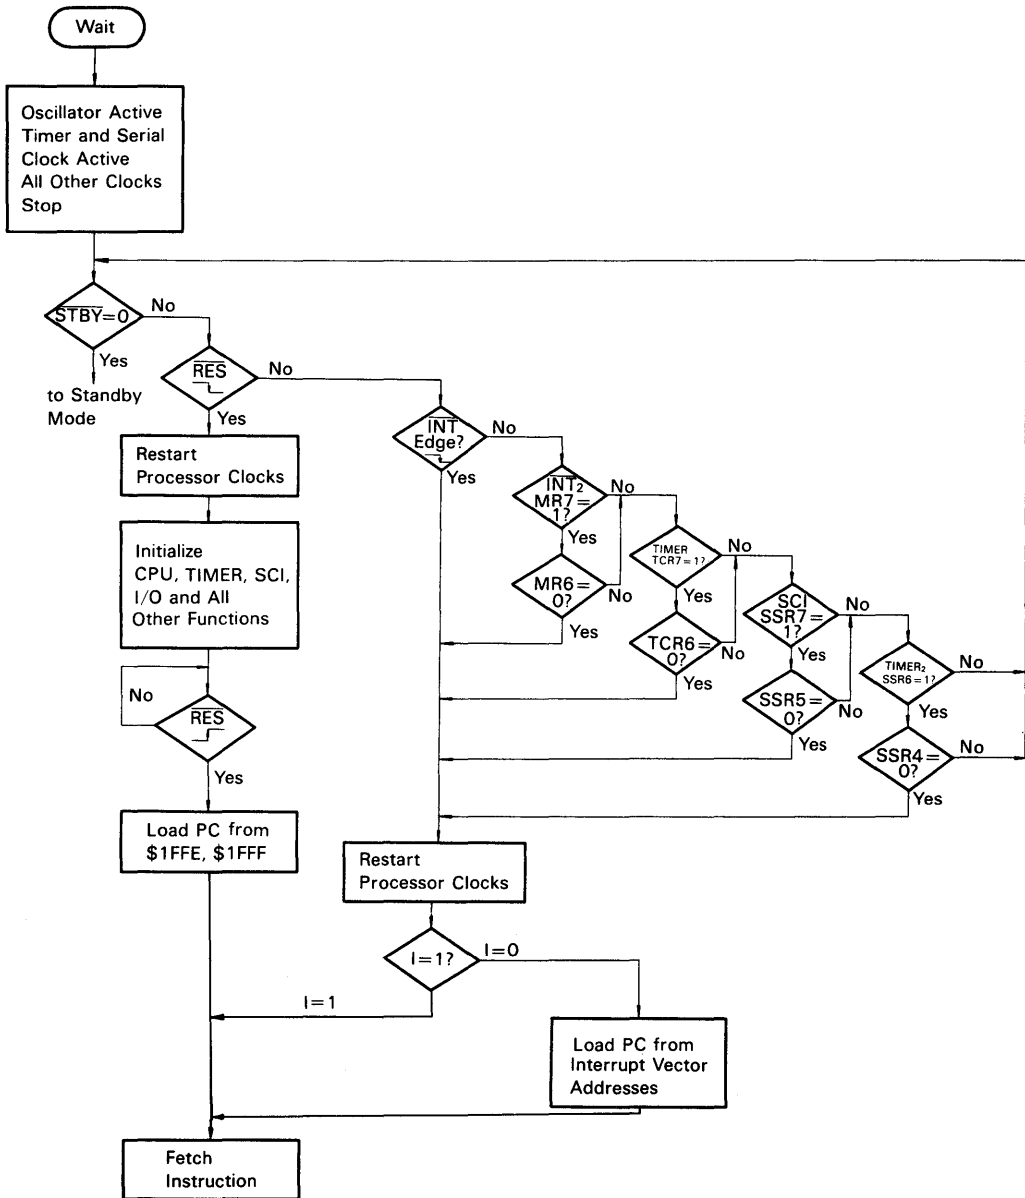 Wait
Oscillator Active
Timer and Serial
Clock Active
All Other Clocks
Stop
STBY=0
No
Yes
to Standby
Mode
RES
No
Yes
Restart
Processor Clocks
Initialize
CPU, TIMER, SCI,
I/O and All
Other Functions
No
RES
Yes
Load PC from
$1FFE, $1FFF
INT
Edge?
No
Yes
INT2
MR7=
1?
No
Yes
MR6=
0?
No
Yes
TIMER
TCR7=1?
No
Yes
TCR6=
0?
No
Yes
SCI
SSR7=
1?
No
Yes
SSR5=
0?
No
Yes
TIMER2
SSR6=1?
No
Yes
SSR4=
0?
No
Yes
Restart
Processor Clocks
I=1?
I=0
I=1
Load PC from
Interrupt Vector
Addresses
Fetch
Instruction